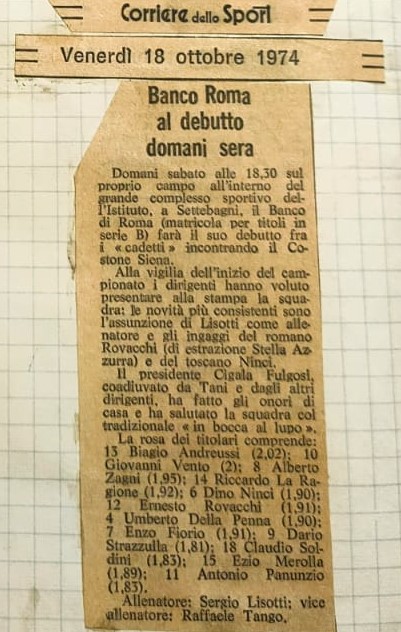 Corriere dello Sport
Venerdì 18 ottobre 1974
Banco Roma
al debutto
domani sera
Domani sabato alle 18,30 sul
proprio campo all'interno del
grande complesso sportivo del-
l'Istituto, a Settebagni, il Banco
di Roma (matricola per titoli in
serie B) farà il suo debutto fra
i « cadetti » incontrando il Co-
stone Siena.
Alla vigilia dell'inizio del cam-
pionato i dirigenti hanno voluto
presentare alla stampa la squa-
dra: le novità più consistenti sono
l'assunzione di Lisotti come alle-
natore e gli ingaggi del romano
Rovacchi (di estrazione Stella Az-
zurra) e del toscano Ninci.
Il presidente Cigala Fulgosi,
coadiuvato da Tani e dagli altri
dirigenti, ha fatto gli onori di
casa e ha salutato la squadra col
tradizionale « in bocca al lupo ».
La rosa dei titolari comprende:
13 Biagio Andreussi (2,02); 10
Giovanni Vento (2); 8 Alberto
Zagni (1,95); 14 Riccardo La Ra-
gione (1,92); 6 Dino Ninci (1,90);
12 Ernesto Rovacchi (1,91);
4 Umberto Della Penna (1,90);
7 Enzo Fiorio (1,91); 9 Dario
Strazzulla (1,81); 18 Claudio Sol-
dini (1,83); 15 Ezio Merolla
(1,89); 11 Antonio Panunzio
(1,83).
Allenatore: Sergio Lisotti; vice
allenatore: Raffaele Tango.